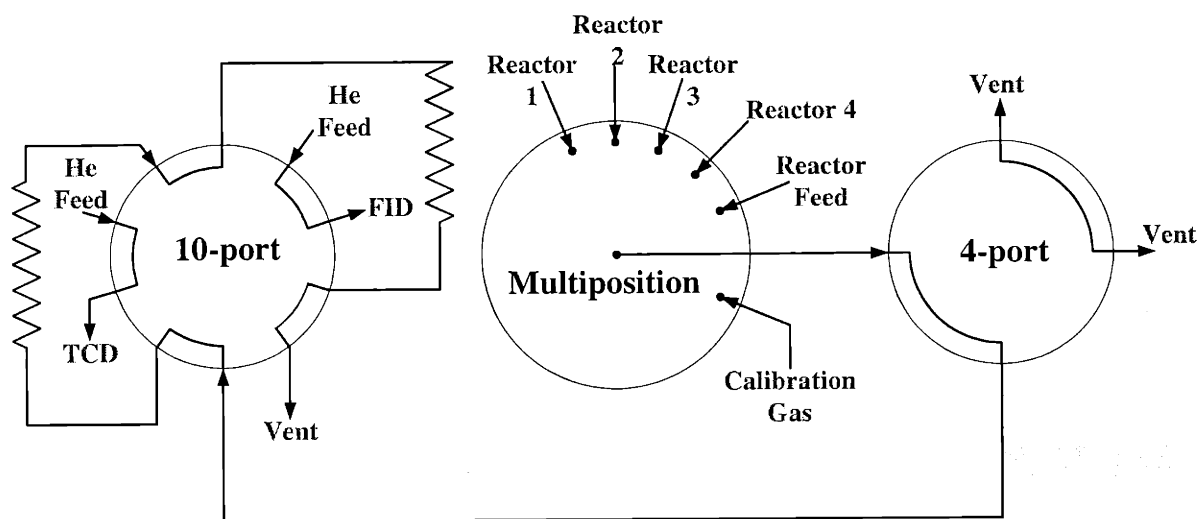 He
Feed
He
Feed
FID
10-port
TCD
Vent
Reactor
1
Reactor
2
Reactor
3
Reactor 4
Reactor
Feed
Multiposition
Calibration
Gas
Vent
4-port
Vent